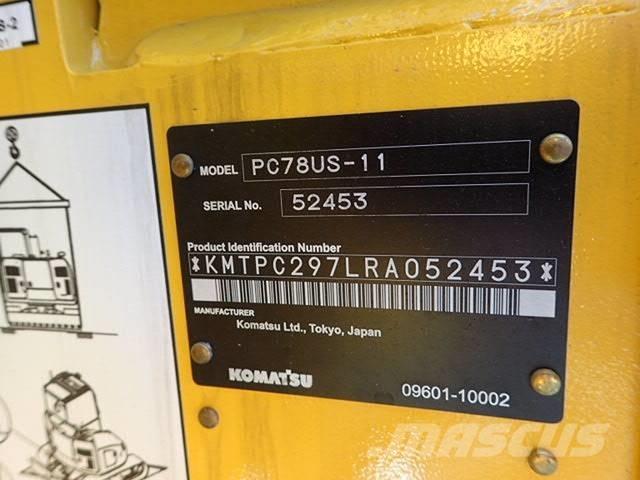 S-2
MODEL PC78US-11
SERIAL No. 52453
Product Identification Number
*KMTPC297LRA052453*
MANUFACTURER
Komatsu Ltd., Tokyo, Japan
KOMATSU
09601-10002
MASCUS